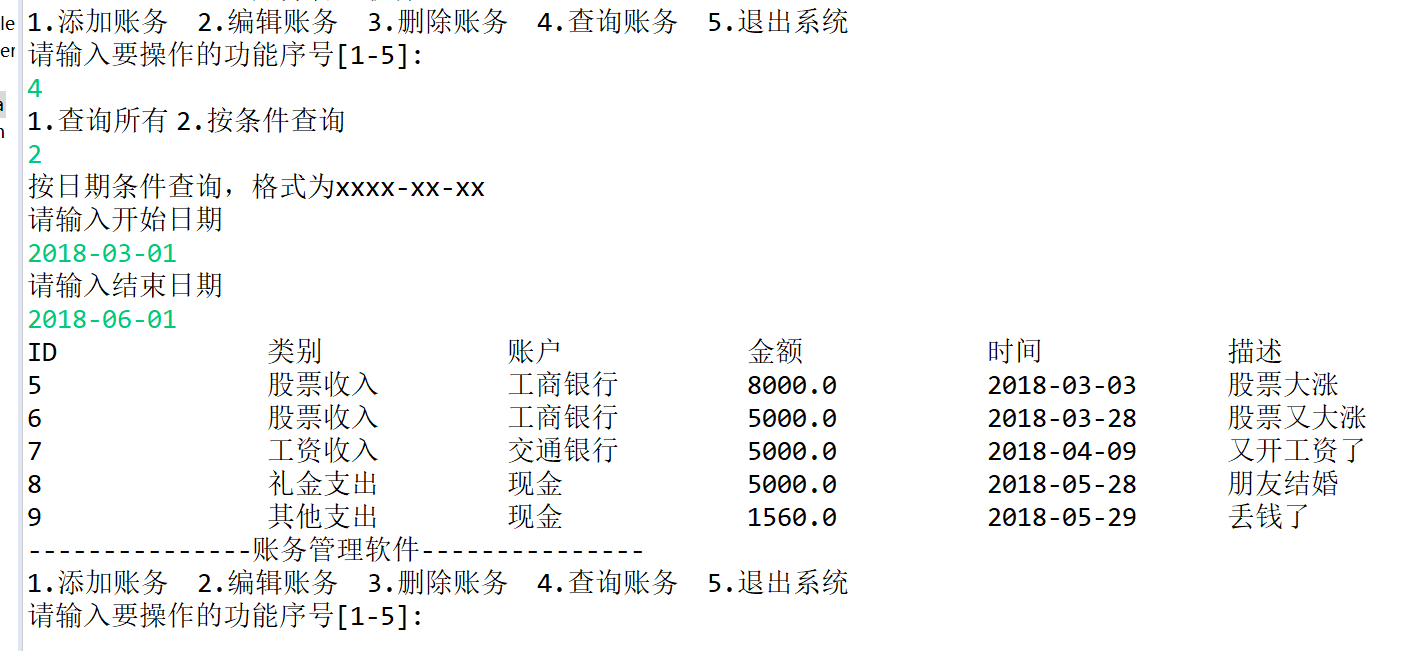 1.添加账务 2.编辑账务 3.删除账务 4.查询账务 5.退出系统
请输入要操作的功能序号[1-5]:
4
1.查询所有 2.按条件查询
2
按日期条件查询，格式为xxxx-xx-xx
请输入开始日期
2018-03-01
请输入结束日期
2018-06-01
ID 类别 账户 金额 时间 描述
5 股票收入 工商银行 8000.0 2018-03-03 股票大涨
6 股票收入 工商银行 5000.0 2018-03-28 股票又大涨
7 工资收入 交通银行 5000.0 2018-04-09 又开工资了
8 礼金支出 现金 5000.0 2018-05-28 朋友结婚
9 其他支出 现金 1560.0 2018-05-29 丢钱了
---------------账务管理软件---------------
1.添加账务 2.编辑账务 3.删除账务 4.查询账务 5.退出系统
请输入要操作的功能序号[1-5]: